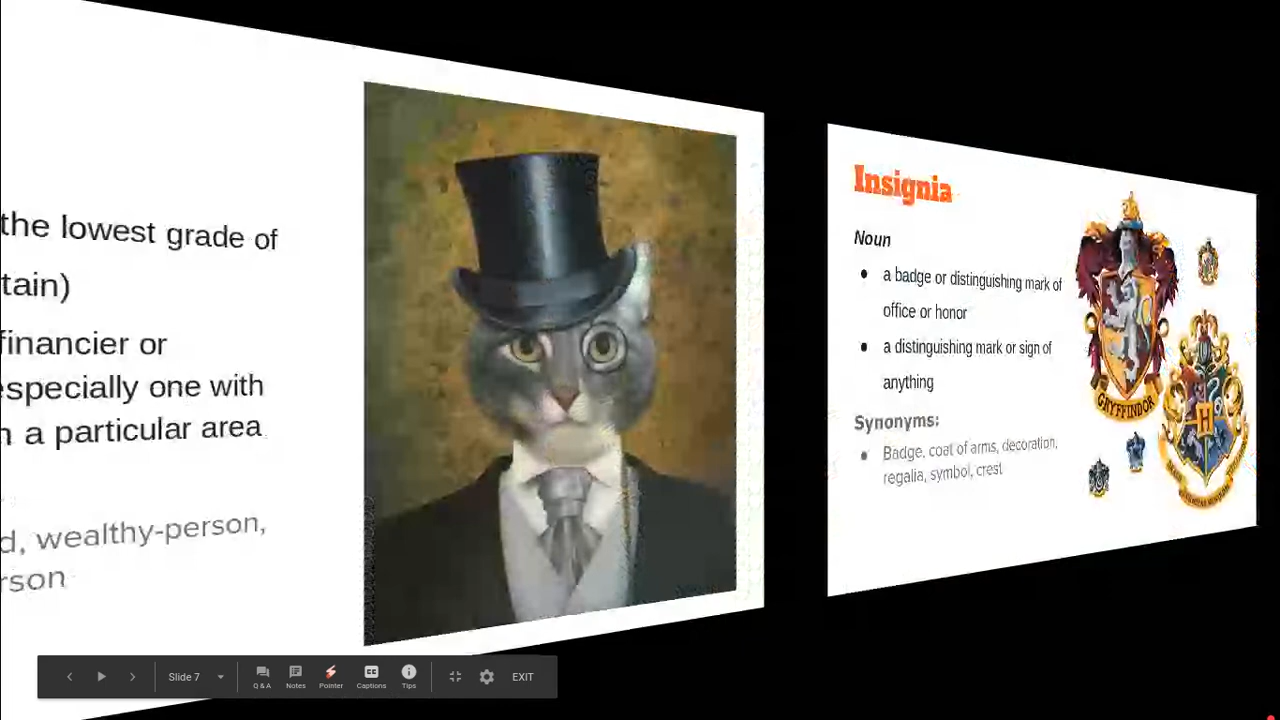 the lowest grade of
tain)
financier or
especially one with
n a particular area
d, wealthy-person,
rson
Insignia
Noun
a badge or distinguishing mark of
office or honor
a distinguishing mark or sign of
anything
Synonyms:
Badge, coat of arms, decoration,
regalia, symbol, crest
GRYFFINDOR
H
Slide 7
Q & A
Notes
Pointer
Captions
Tips
EXIT